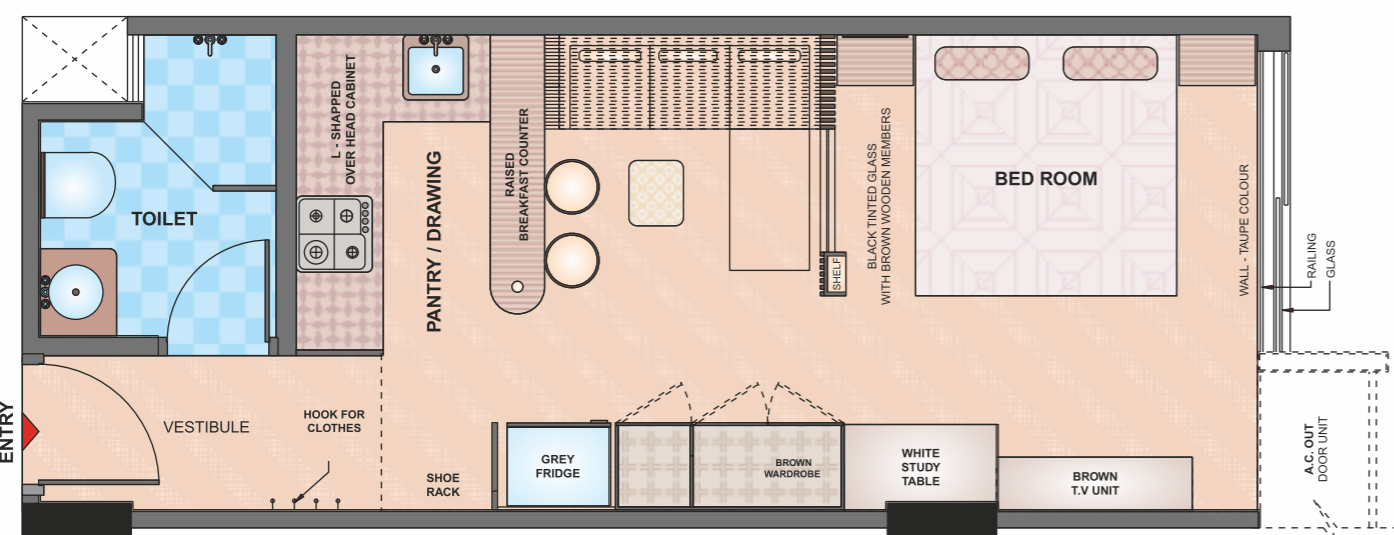 L - SHAPPED
OVER HEAD CABINET
TOILET
PANTRY / DRAWING
RAISED
BREAKFAST COUNTER
BLACK TINTED GLASS
WITH BROWN WOODEN MEMBERS
SHELF
BED ROOM
WALL - TAUPE COLOUR
RAILING
GLASS
ENTRY
VESTIBULE
HOOK FOR
CLOTHES
SHOE
RACK
GREY
FRIDGE
BROWN
WARDROBE
WHITE
STUDY
TABLE
BROWN
T.V UNIT
A.C. OUT
DOOR UNIT